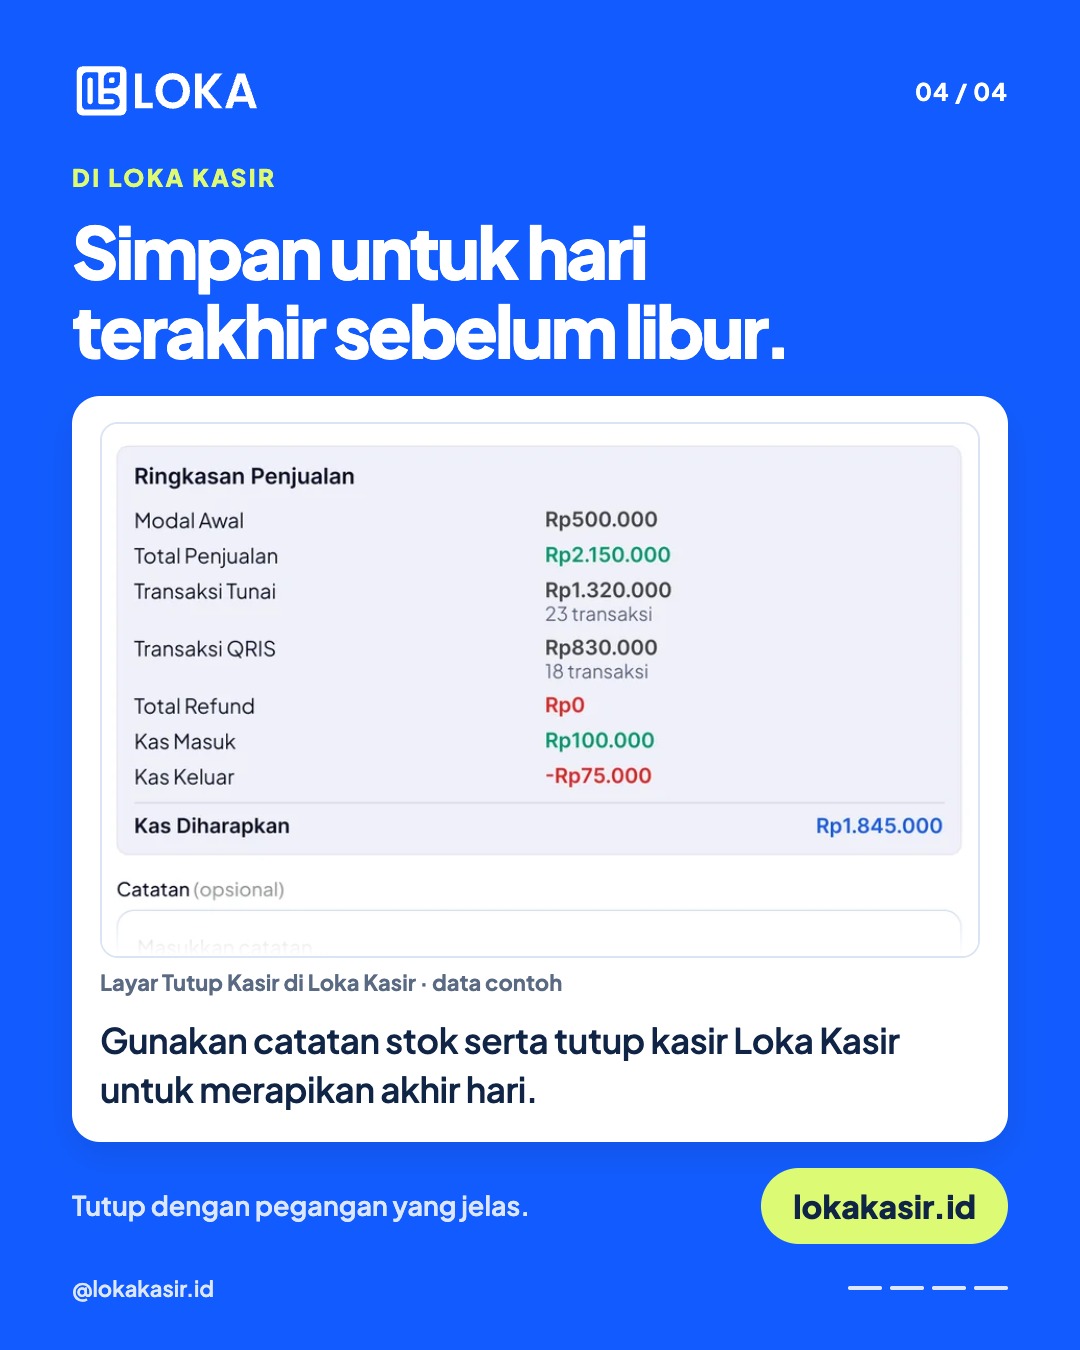 LOKA
04 / 04
DI LOKA KASIR
Simpan untuk hari
terakhir sebelum libur.
Ringkasan Penjualan
Modal Awal Rp500.000
Total Penjualan Rp2.150.000
Transaksi Tunai Rp1.320.000
23 transaksi
Transaksi QRIS Rp830.000
18 transaksi
Total Refund Rp0
Kas Masuk Rp100.000
Kas Keluar -Rp75.000
Kas Diharapkan Rp1.845.000
Catatan (opsional)
Masukkan catatan
Layar Tutup Kasir di Loka Kasir · data contoh
Gunakan catatan stok serta tutup kasir Loka Kasir
untuk merapikan akhir hari.
Tutup dengan pegangan yang jelas.
lokakasir.id
@lokakasir.id